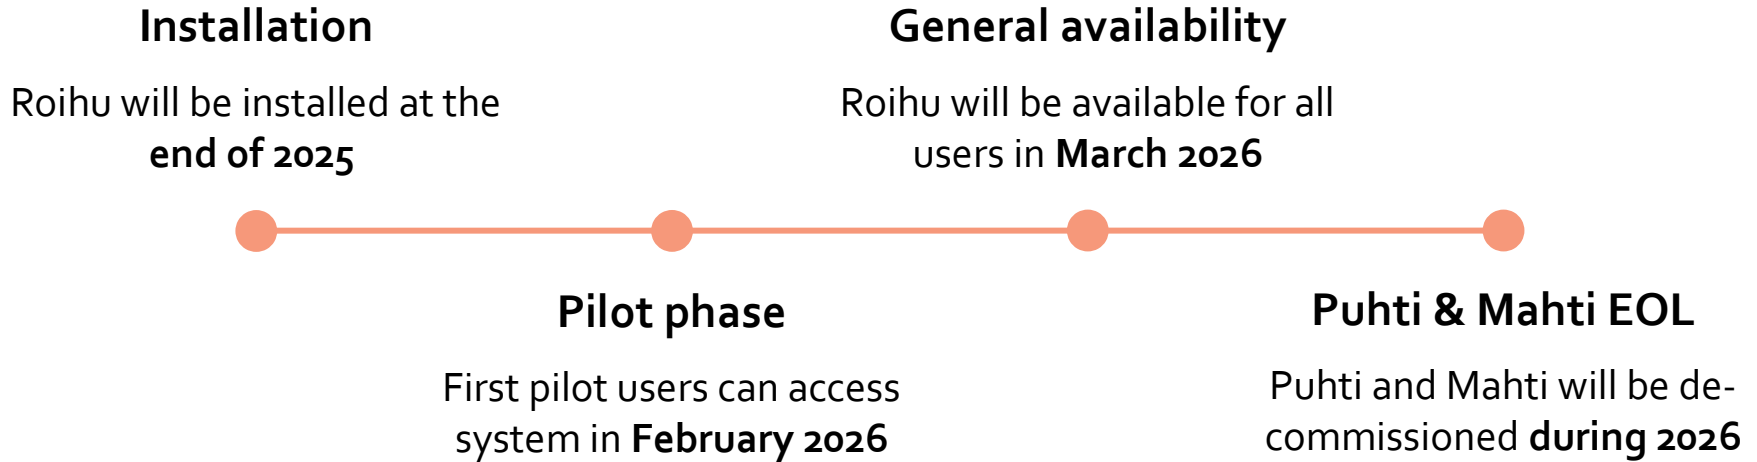 Installation
Roihu will be installed at the
end of 2025
General availability
Roihu will be available for all
users in March 2026
Pilot phase
First pilot users can access
system in February 2026
Puhti & Mahti EOL
Puhti and Mahti will be de-
commissioned during 2026